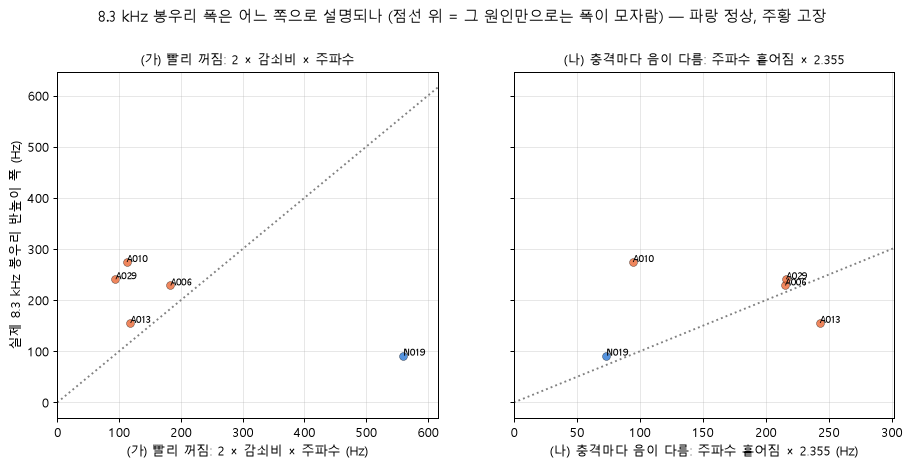 8.3 kHz 봉우리 폭은 어느 쪽으로 설명되나 (점선 위 = 그 원인만으로는 폭이 모자람) — 파랑 정상, 주황 고장
(가) 빨리 꺼짐: 2 × 감쇠비 × 주파수
(나) 충격마다 음이 다름: 주파수 흩어짐 × 2.355
실제 8.3 kHz 봉우리 반높이 폭 (Hz)
600
500
400
300
200
100
0
A010
A029
A006
A013
N019
A010
A029
A006
A013
N019
0 100 200 300 400 500 600
0 50 100 150 200 250 300
(가) 빨리 꺼짐: 2 × 감쇠비 × 주파수 (Hz)
(나) 충격마다 음이 다름: 주파수 흩어짐 × 2.355 (Hz)